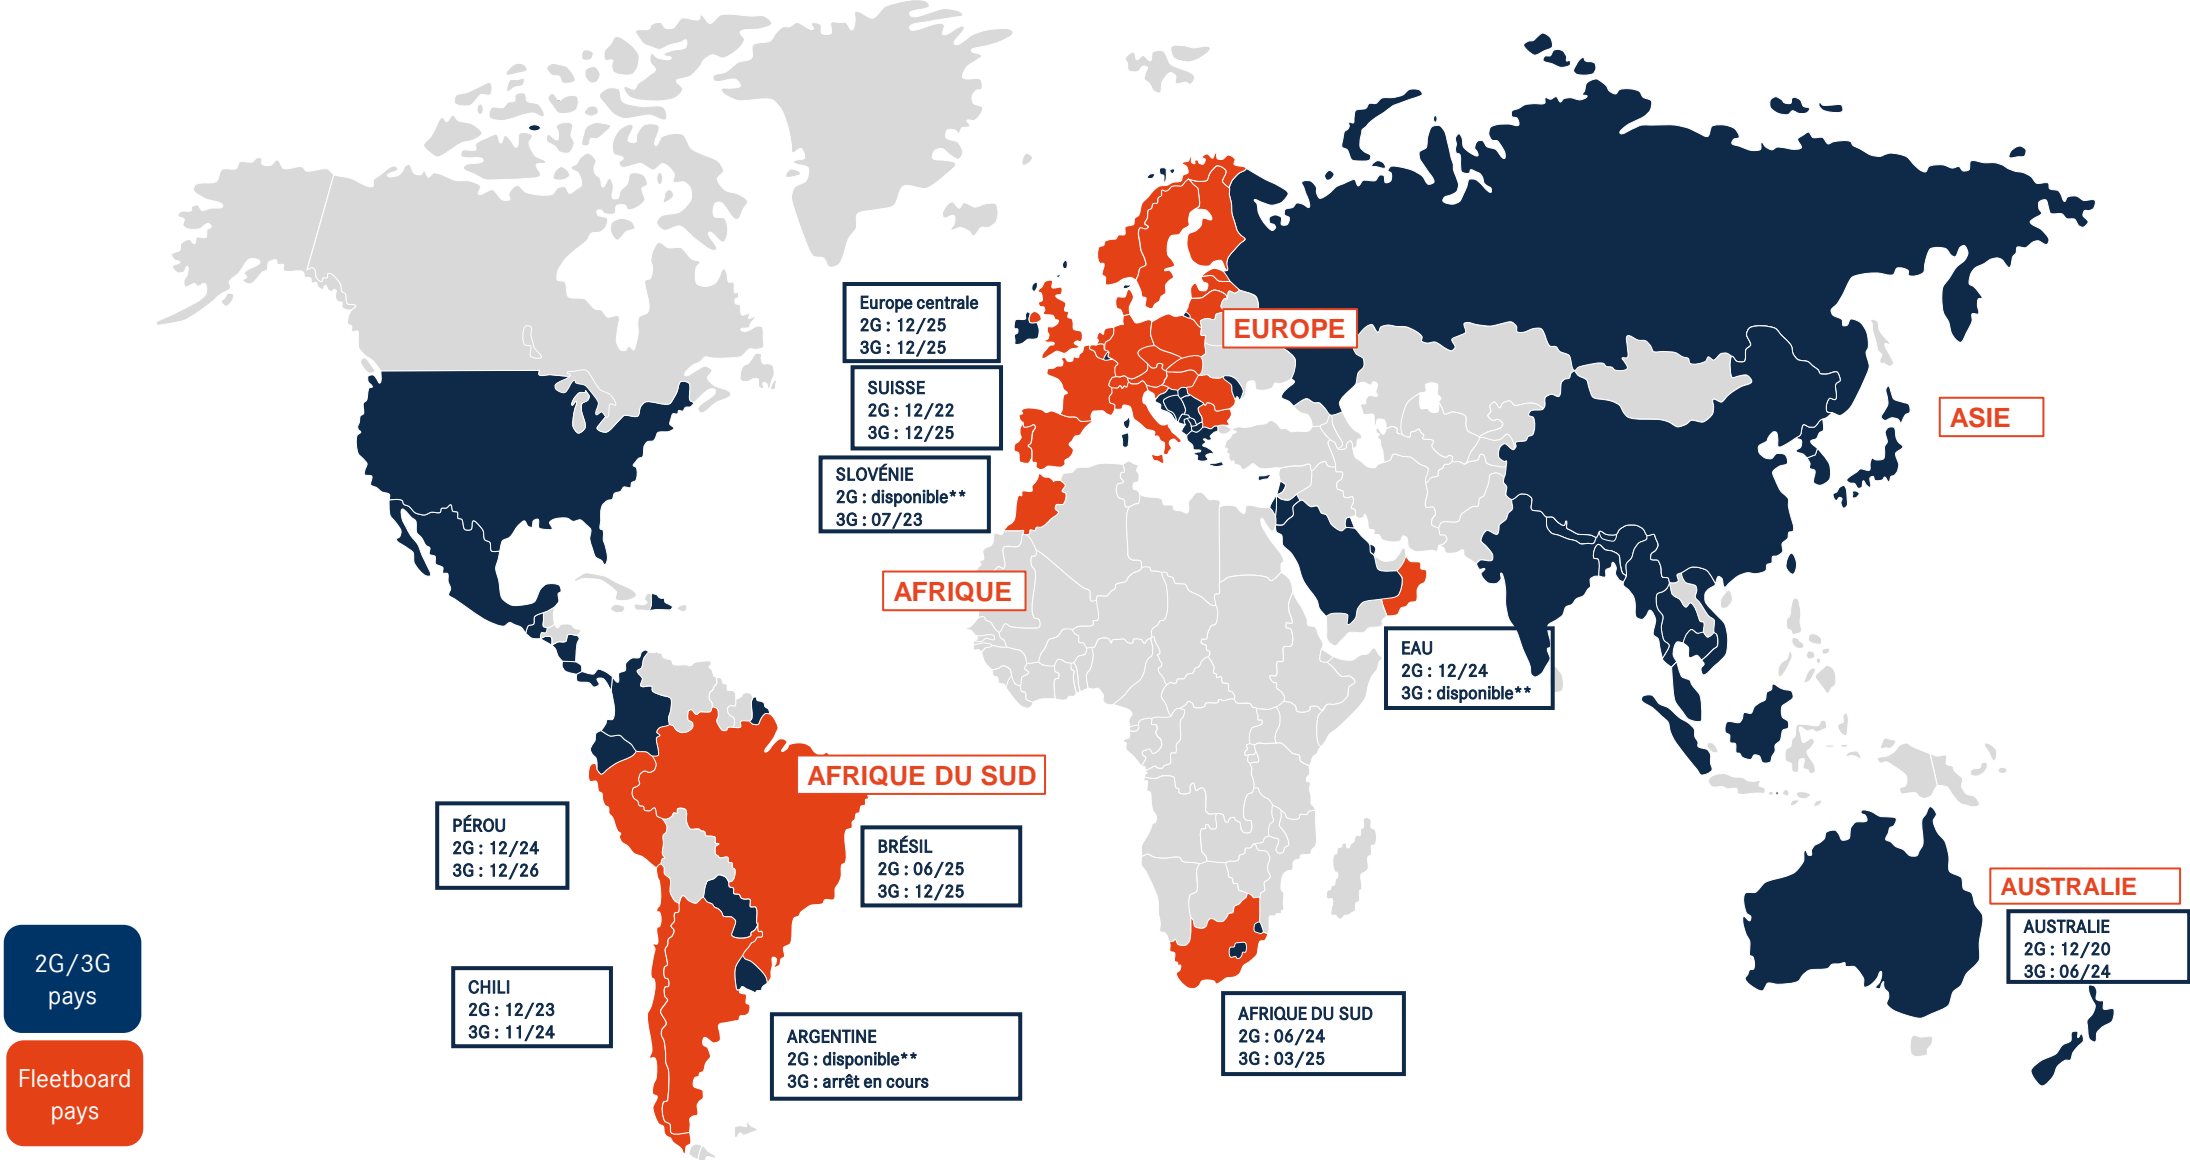 Europe centrale
2G : 12/25
3G : 12/25
EUROPE
SUISSE
2G : 12/22
3G : 12/25
ASIE
SLOVÉNIE
2G : disponible**
3G : 07/23
AFRIQUE
EAU
2G : 12/24
3G : disponible**
AFRIQUE DU SUD
PÉROU
2G : 12/24
3G : 12/26
BRÉSIL
2G : 06/25
3G : 12/25
AUSTRALIE
AUSTRALIE
2G : 12/20
3G : 06/24
2G/3G
pays
CHILI
2G : 12/23
3G : 11/24
ARGENTINE
2G : disponible**
3G : arrêt en cours
AFRIQUE DU SUD
2G : 06/24
3G : 03/25
Fleetboard
pays